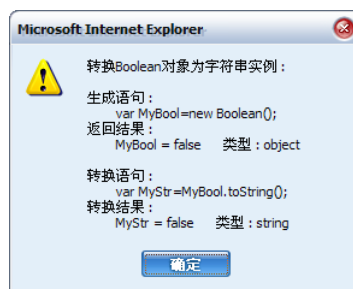 Microsoft Internet Explorer
转换Boolean对象为字符串实例：
生成语句：
var MyBool=new Boolean();
返回结果：
MyBool = false 类型：object
转换语句：
var MyStr=MyBool.toString();
转换结果：
MyStr = false 类型：string
确定